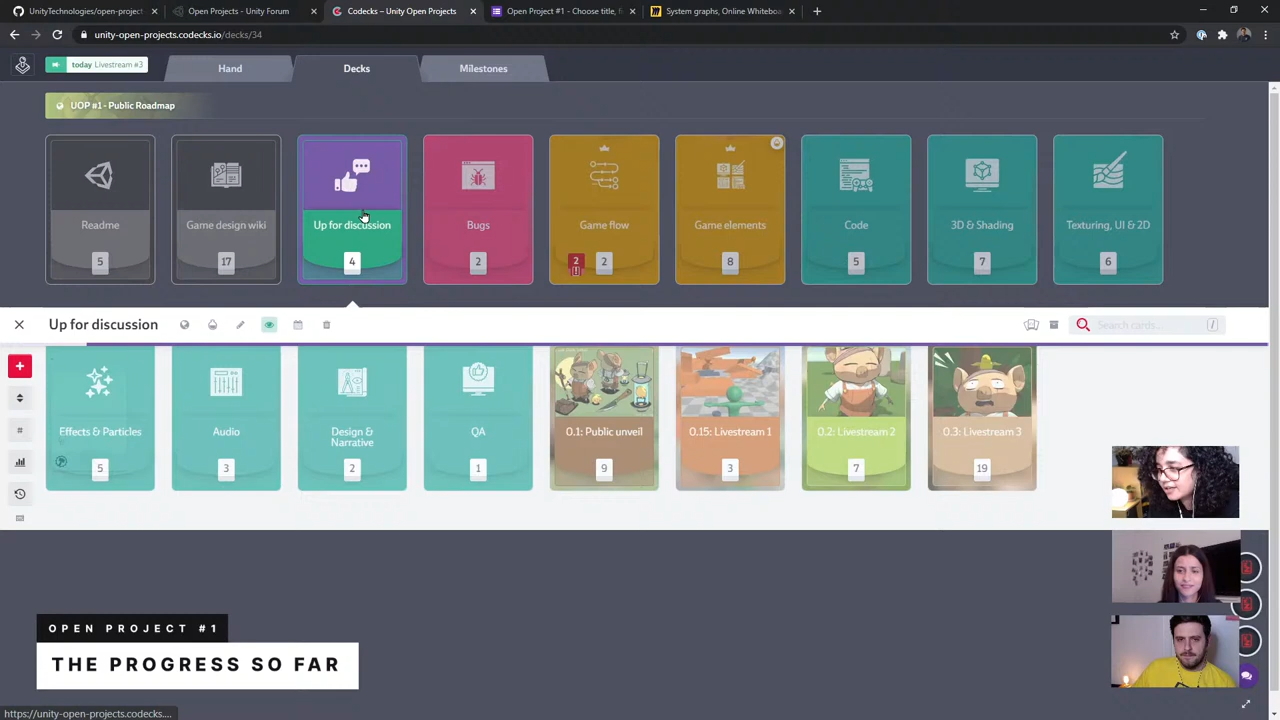 UnityTechnologies/open-project
Open Projects - Unity Forum
Codecks – Unity Open Projects
Open Project #1 - Choose title, f
System graphs, Online Whiteboa
unity-open-projects.codecks.io/decks/34
today Livestream #3
Hand
Decks
Milestones
UOP #1 - Public Roadmap
Readme
5
Game design wiki
17
Up for discussion
4
Bugs
2
Game flow
2
2
Game elements
8
Code
5
3D & Shading
7
Texturing, UI & 2D
6
Up for discussion
Search cards...
/
Effects & Particles
5
Audio
3
Design &
Narrative
2
QA
1
0.1: Public unveil
9
0.15: Livestream 1
3
0.2: Livestream 2
7
0.3: Livestream 3
19
OPEN PROJECT #1
THE PROGRESS SO FAR
https://unity-open-projects.codecks....